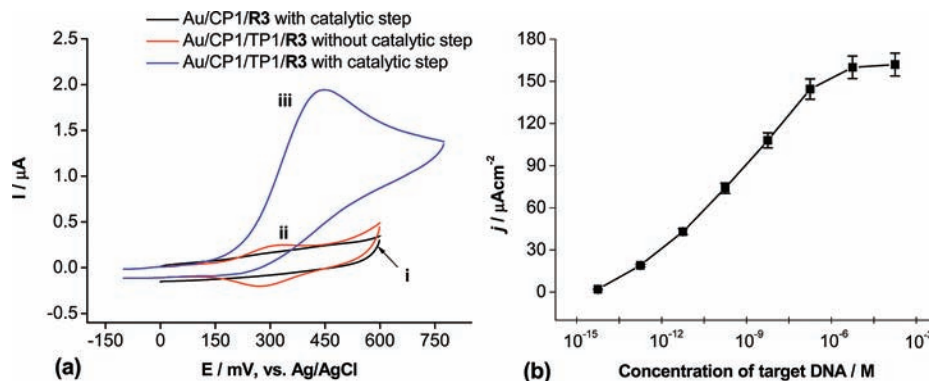 Au/CP1/R3 with catalytic step
Au/CP1/TP1/R3 without catalytic step
Au/CP1/TP1/R3 with catalytic step
2.5
2.0
1.5
1.0
0.5
0.0
-0.5
I / µA
iii
ii
i
-150 0 150 300 450 600 750
(a)
E / mV, vs. Ag/AgCl
180
150
120
90
60
30
0
j / µAcm⁻²
10⁻¹⁵ 10⁻¹² 10⁻⁹ 10⁻⁶ 10⁻³
(b)
Concentration of target DNA / M